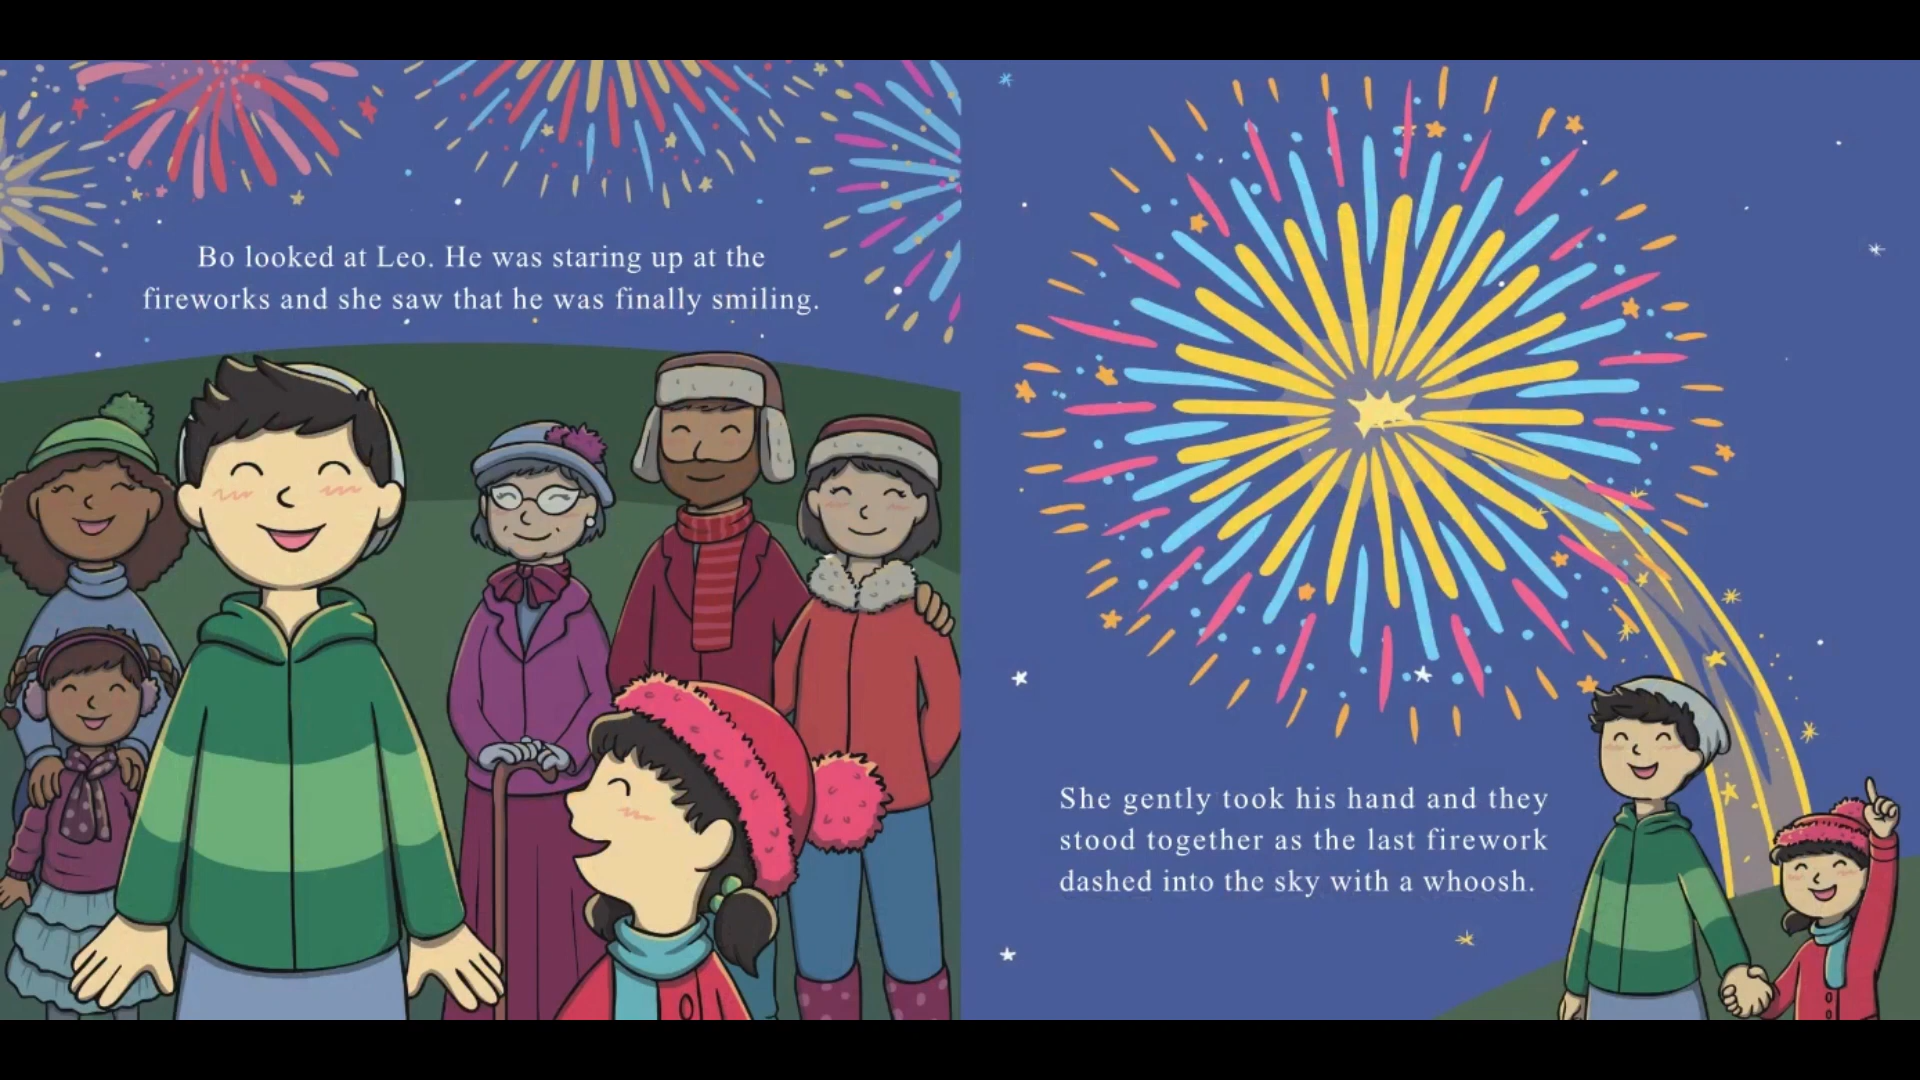 Bo looked at Leo. He was staring up at the
fireworks and she saw that he was finally smiling.
She gently took his hand and they
stood together as the last firework
dashed into the sky with a whoosh.